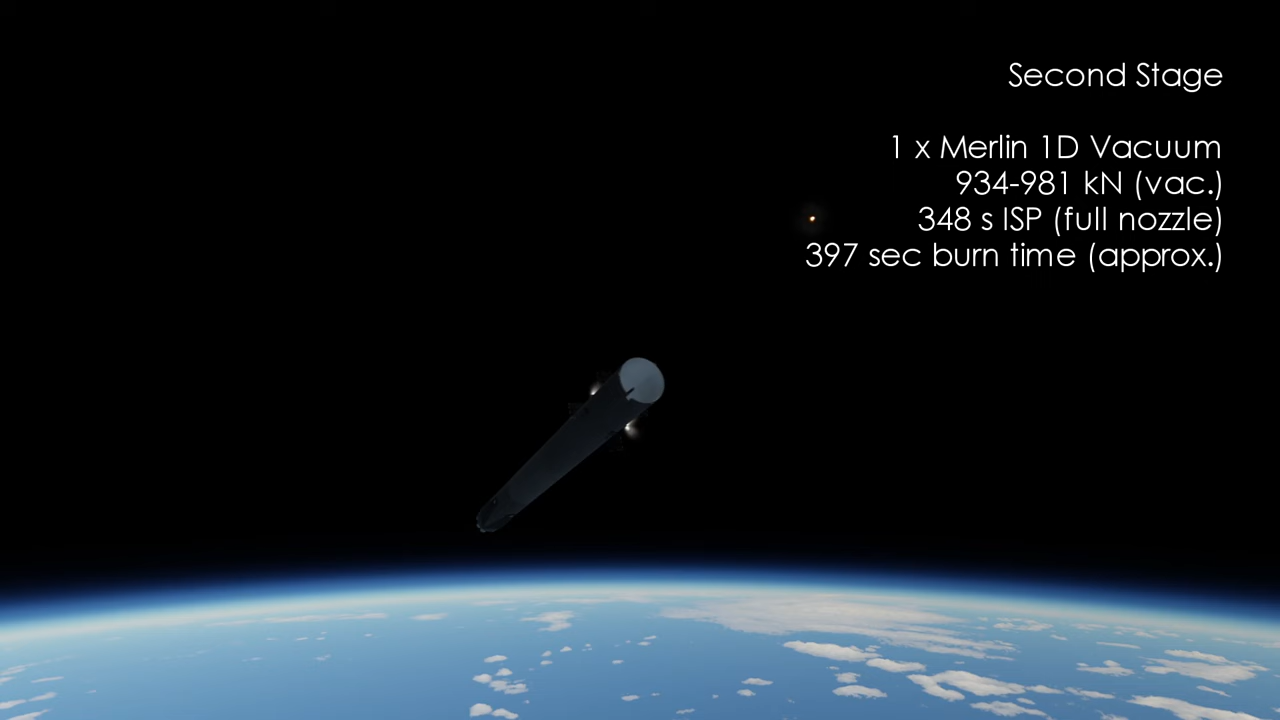 Second Stage
1 x Merlin 1D Vacuum
934-981 kN (vac.)
348 s ISP (full nozzle)
397 sec burn time (approx.)